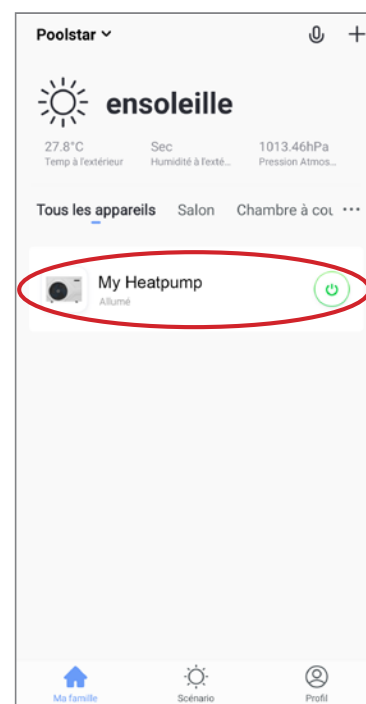 Poolstar
ensoleille
27.8°C Sec 1013.46hPa
Temp à l'extérieur Humidité à l'exté... Pression Atmos...
Tous les appareils Salon Chambre à cou ...
My Heatpump
Allumé
Ma famille Scénario Profil